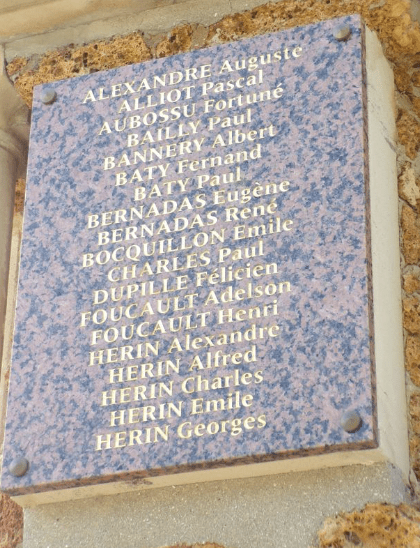 ALEXANDRE Auguste
ALLIOT Pascal
AUBOSSU Fortuné
BAILLY Paul
BANNERY Albert
BATY Fernand
BATY Paul
BERNADAS Eugène
BERNADAS René
BOCQUILLON Emile
CHARLES Paul
DUPILLE Félicien
FOUCAULT Adelson
FOUCAULT Henri
HERIN Alexandre
HERIN Alfred
HERIN Charles
HERIN Emile
HERIN Georges